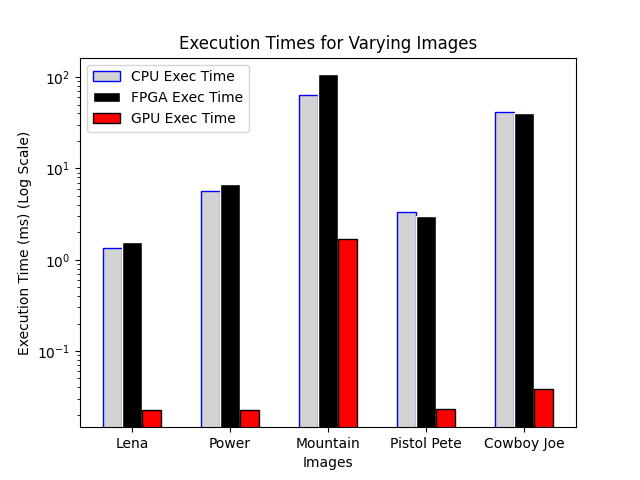 Execution Times for Varying Images
CPU Exec Time
FPGA Exec Time
GPU Exec Time
Execution Time (ms) (Log Scale)
10²
10¹
10⁰
10⁻¹
Lena Power Mountain Pistol Pete Cowboy Joe
Images